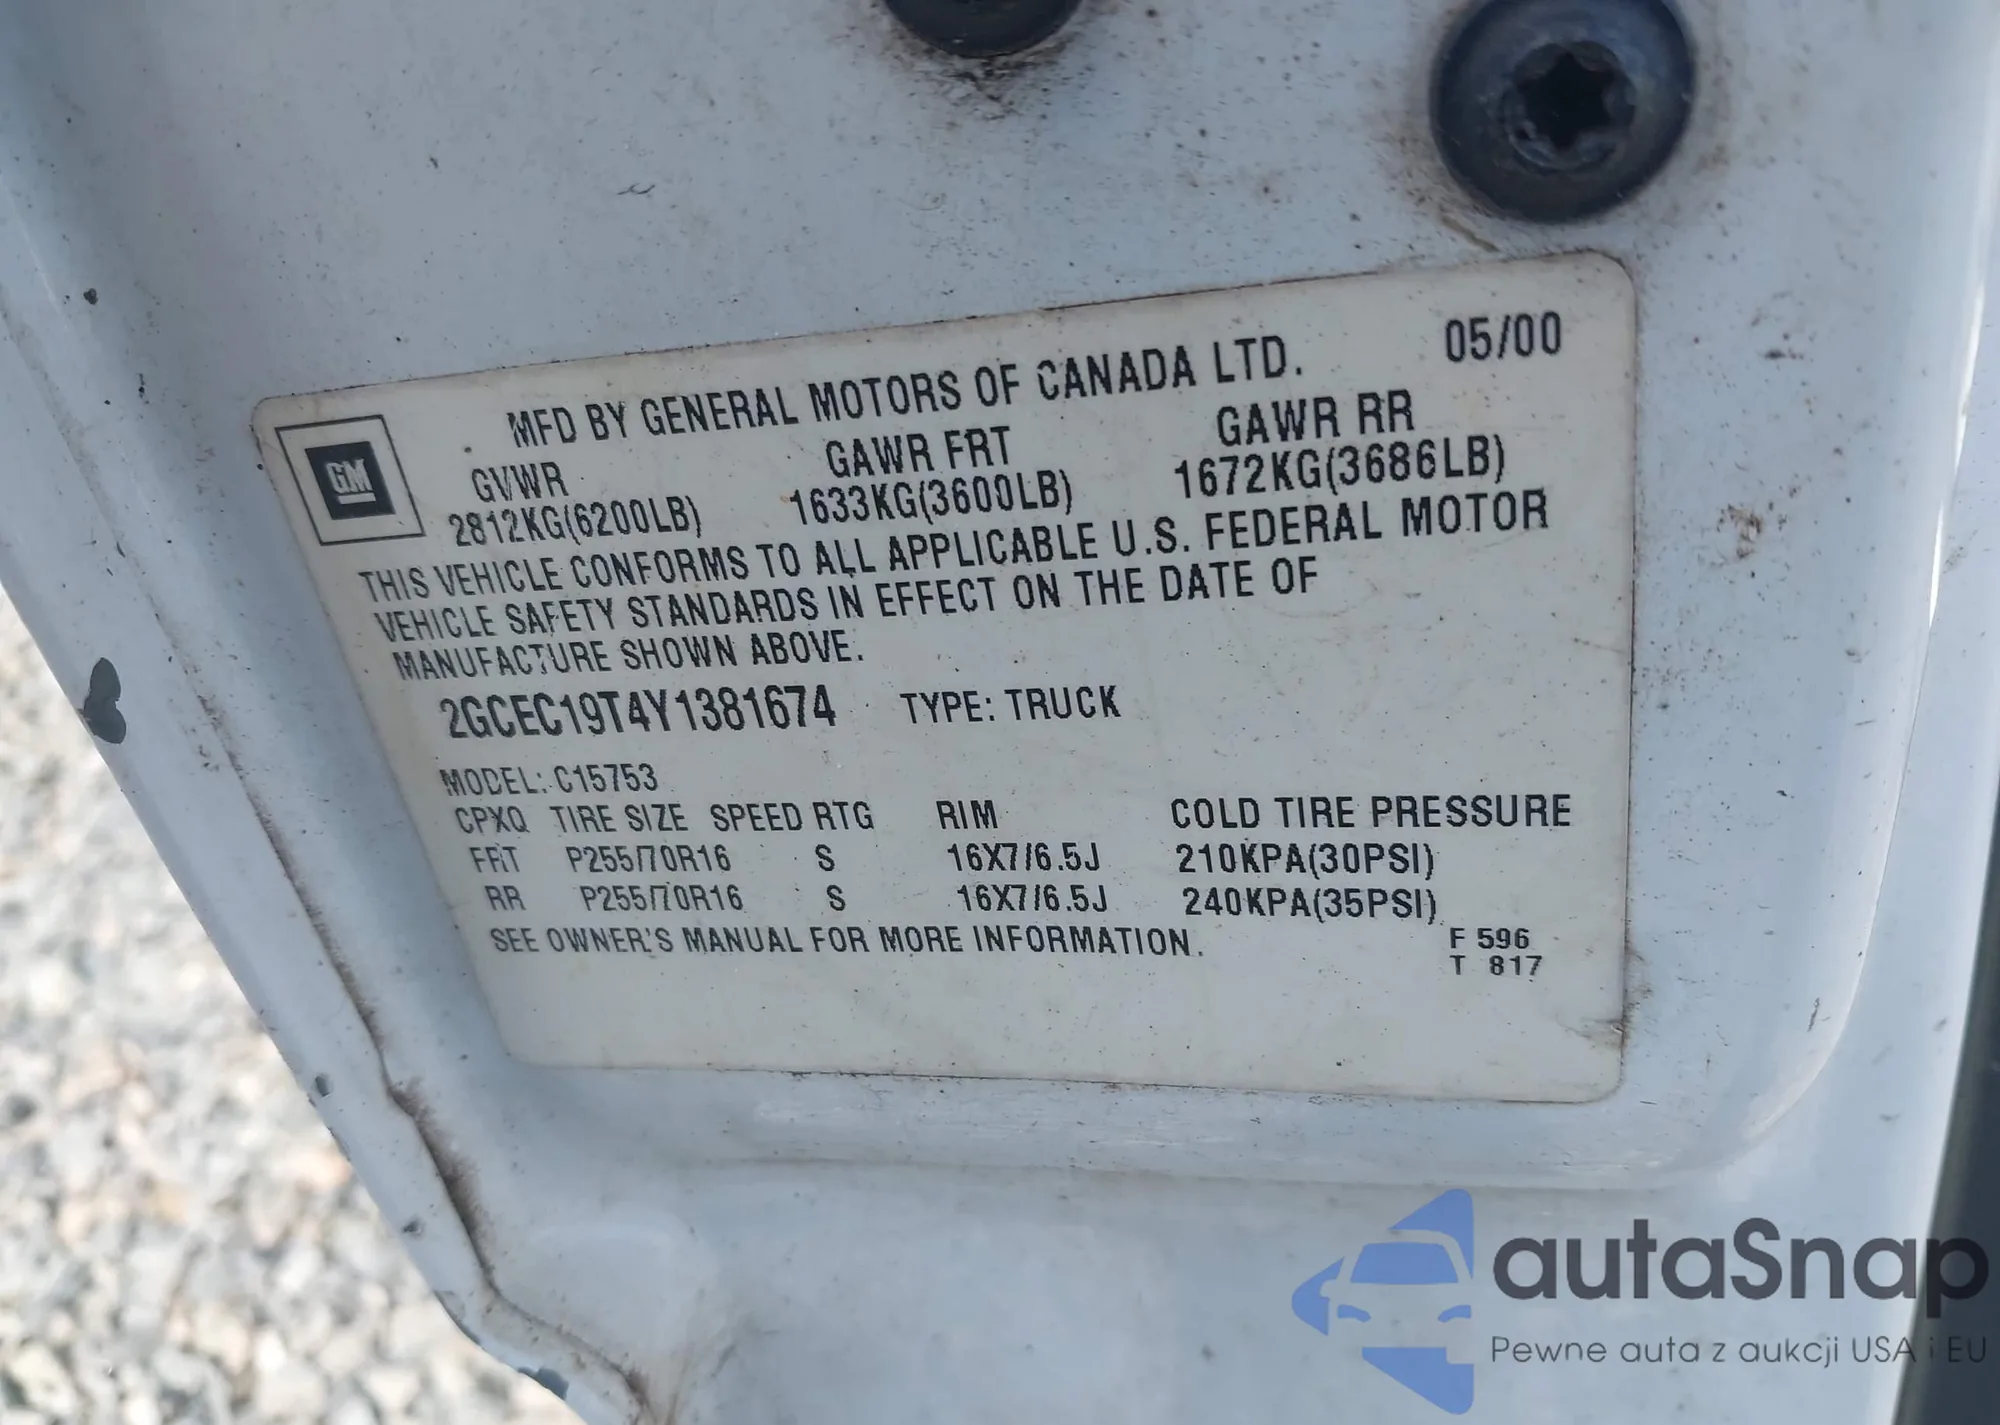 MFD BY GENERAL MOTORS OF CANADA LTD. 05/00
GM
GVWR GAWR FRT GAWR RR
2812KG(6200LB) 1633KG(3600LB) 1672KG(3686LB)
THIS VEHICLE CONFORMS TO ALL APPLICABLE U.S. FEDERAL MOTOR
VEHICLE SAFETY STANDARDS IN EFFECT ON THE DATE OF
MANUFACTURE SHOWN ABOVE.
2GCEC19T4Y1381674 TYPE: TRUCK
MODEL: C15753
CPXQ TIRE SIZE SPEED RTG RIM COLD TIRE PRESSURE
FRT P255/70R16 S 16X7/6.5J 210KPA(30PSI)
RR P255/70R16 S 16X7/6.5J 240KPA(35PSI)
SEE OWNER'S MANUAL FOR MORE INFORMATION.
F 596
T 817
autaSnap
Pewne auta z aukcji USA i EU